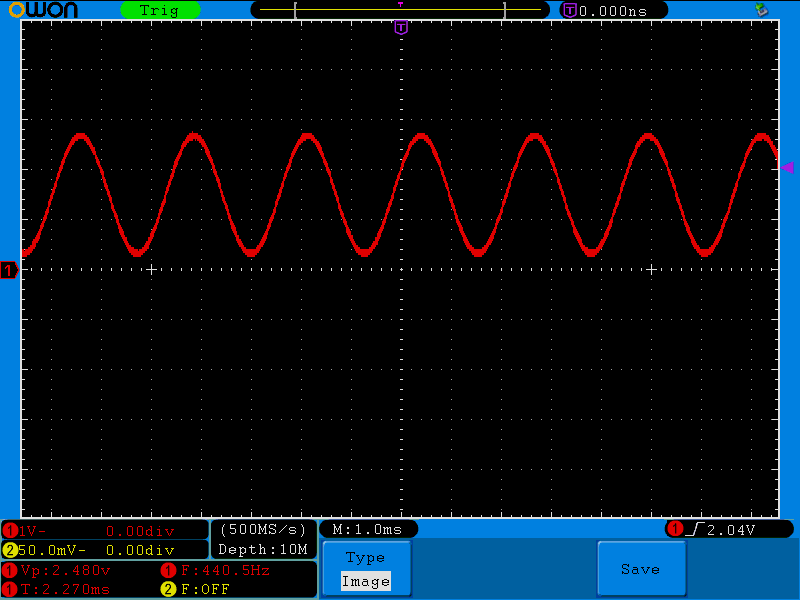 owon Trig T 0.000ns
T
1
1 1V- 0.00div (500MS/s) M:1.0ms 1 2.04V
2 50.0mV- 0.00div Depth:10M
1 Vp:2.480v 1 F:440.5Hz Type Save
1 T:2.270ms 2 F:OFF Image